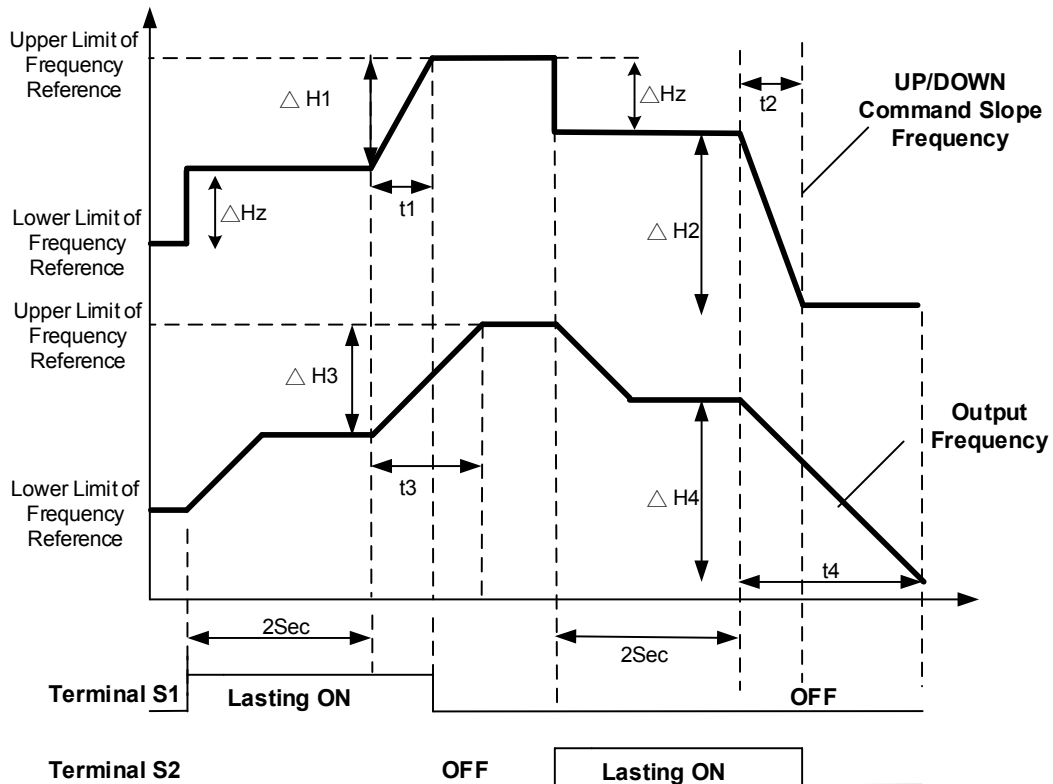 Upper Limit of
Frequency
Reference
△ H1
△Hz
t2
UP/DOWN
Command Slope
Frequency
t1
△Hz
△ H2
Lower Limit of
Frequency
Reference
Upper Limit of
Frequency
Reference
△ H3
Output
Frequency
t3
△ H4
Lower Limit of
Frequency
Reference
t4
2Sec
2Sec
Terminal S1
Lasting ON
OFF
Terminal S2
OFF
Lasting ON